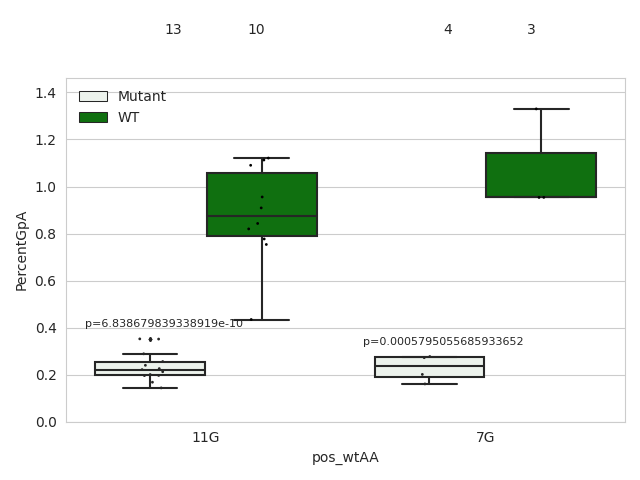 13 10 4 3
1.4
Mutant
WT
1.2
1.0
0.8
0.6
0.4
0.2
0.0
PercentGpA
p=6.838679839338919e-10
p=0.0005795055685933652
11G 7G
pos_wtAA